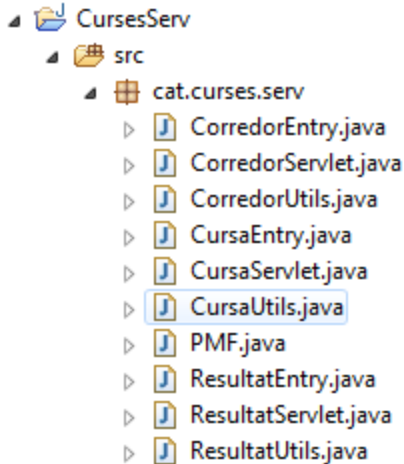 CursesServ
src
cat.curses.serv
CorredorEntry.java
CorredorServlet.java
CorredorUtils.java
CursaEntry.java
CursaServlet.java
CursaUtils.java
PMF.java
ResultatEntry.java
ResultatServlet.java
ResultatUtils.java